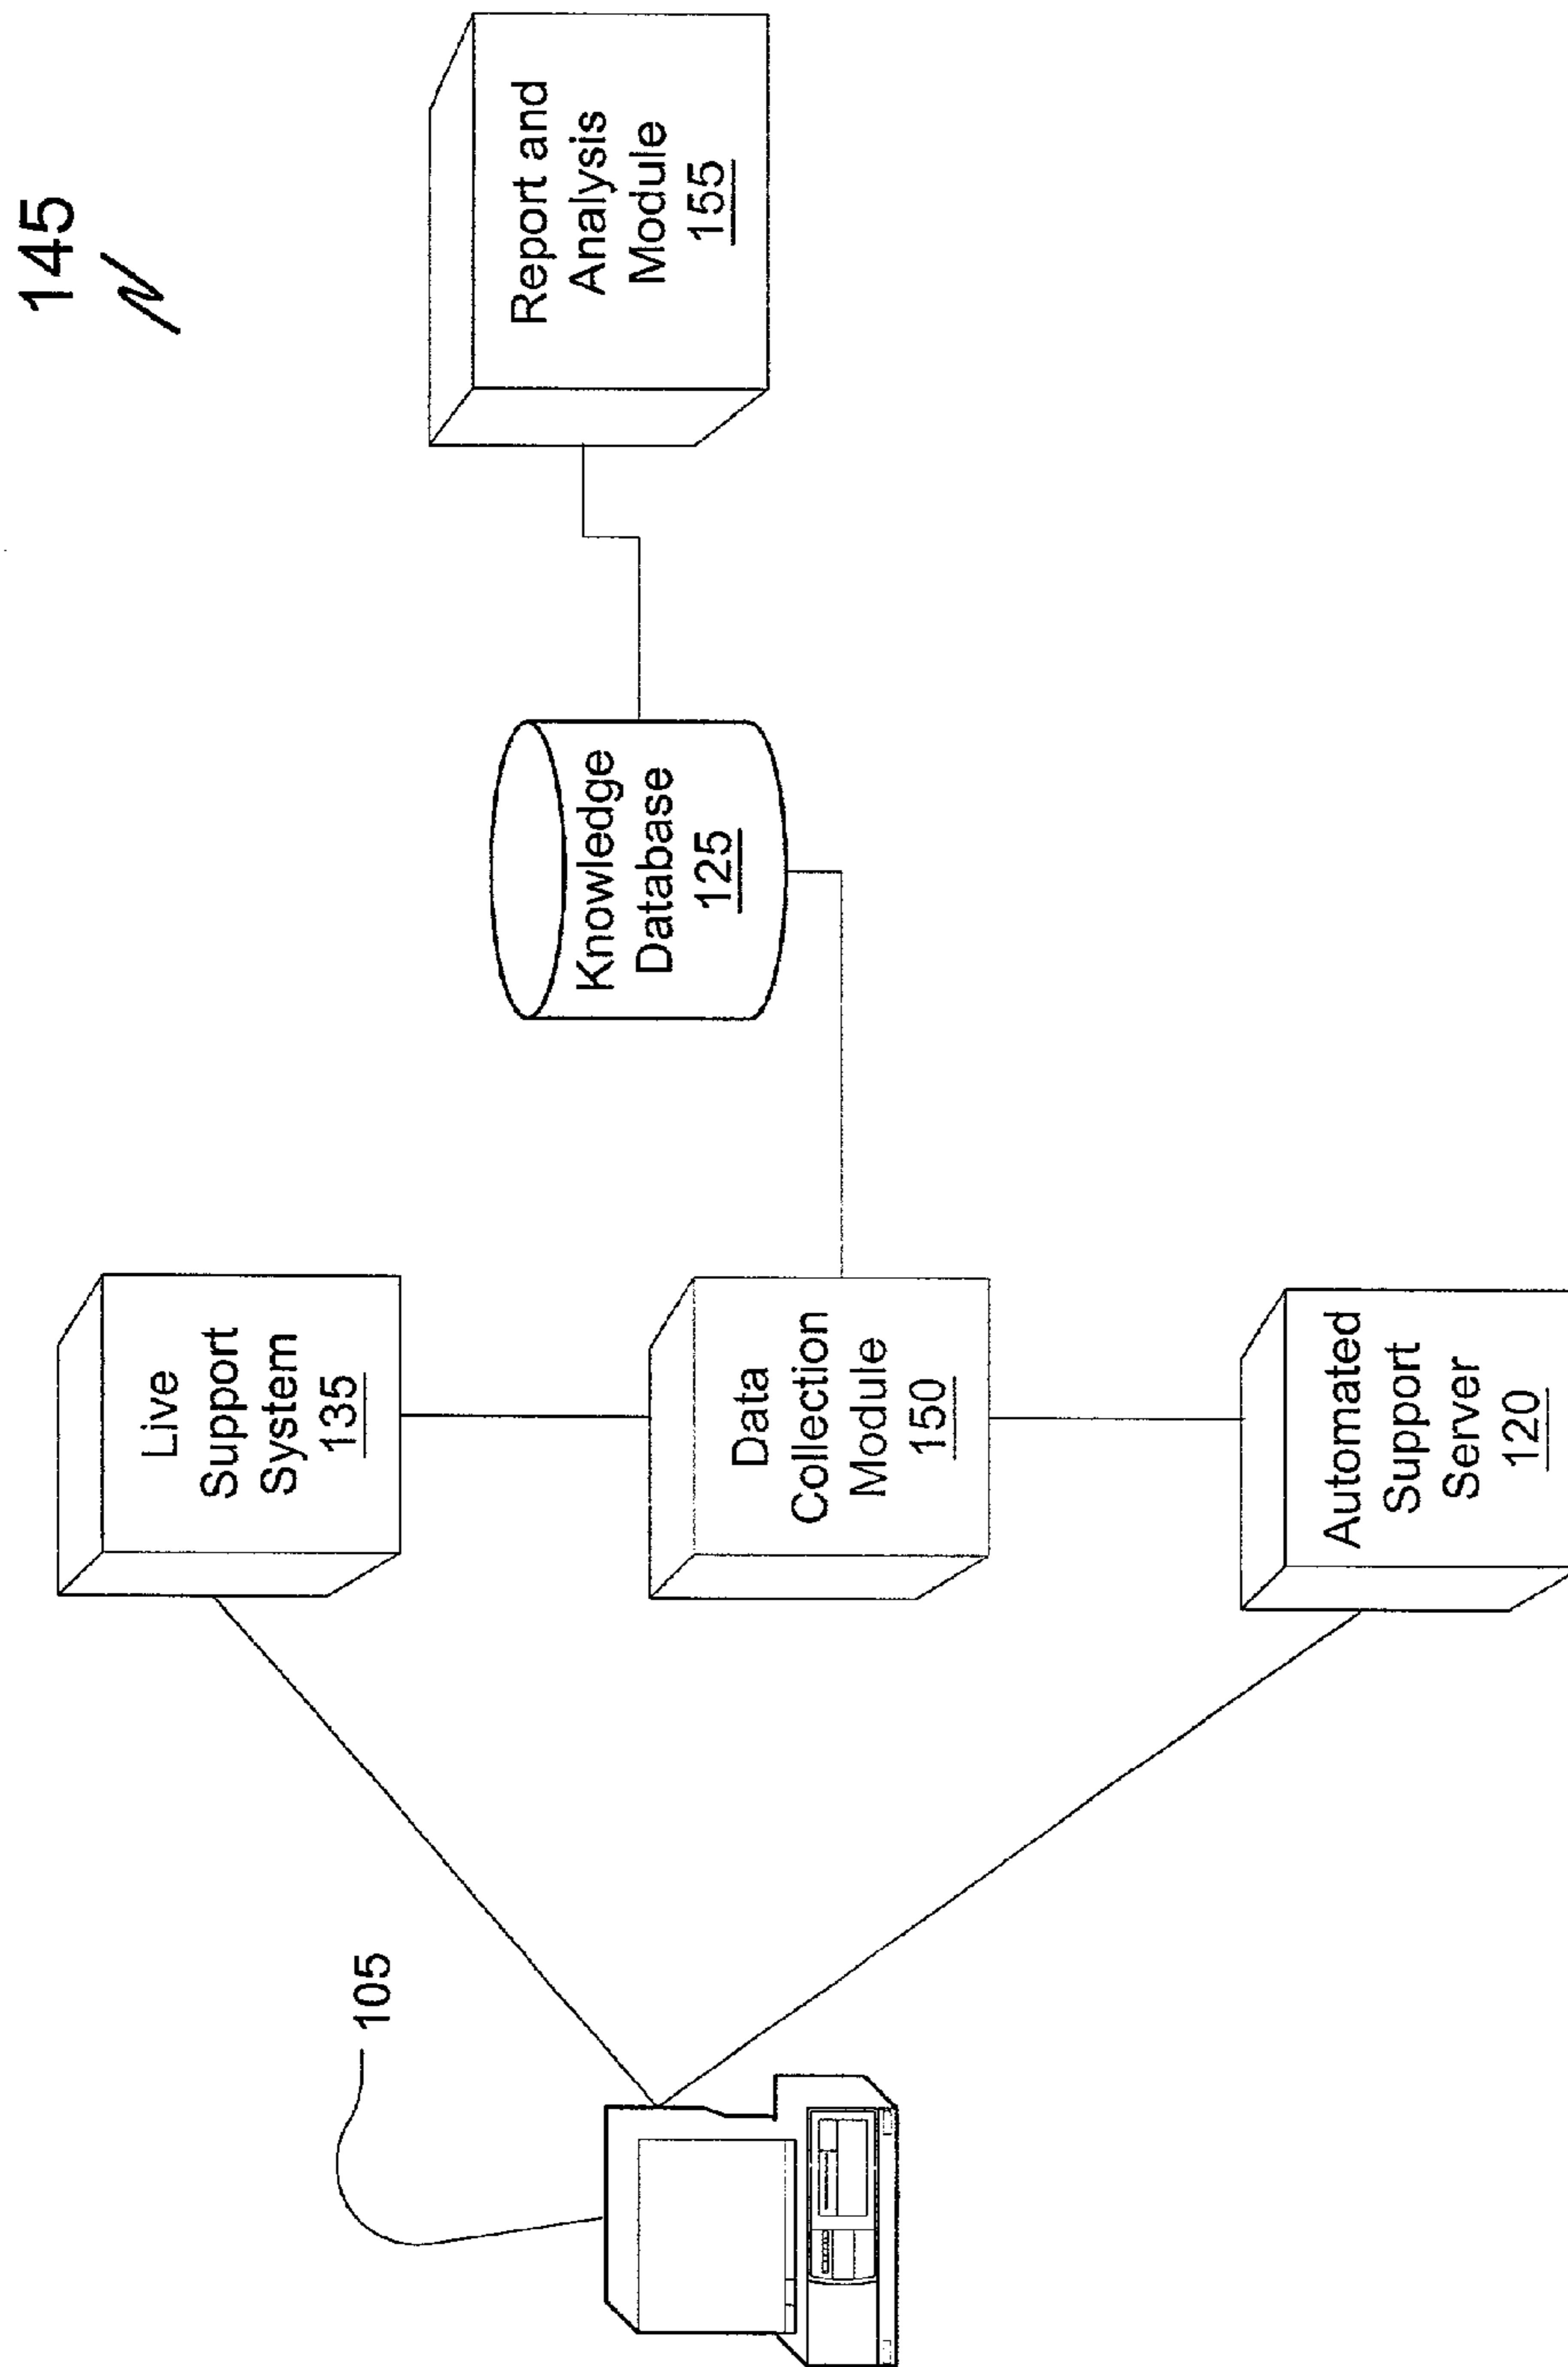 145
105
Live
Support
System
135
Data
Collection
Module
150
Automated
Support
Server
120
Knowledge
Database
125
Report and
Analysis
Module
155